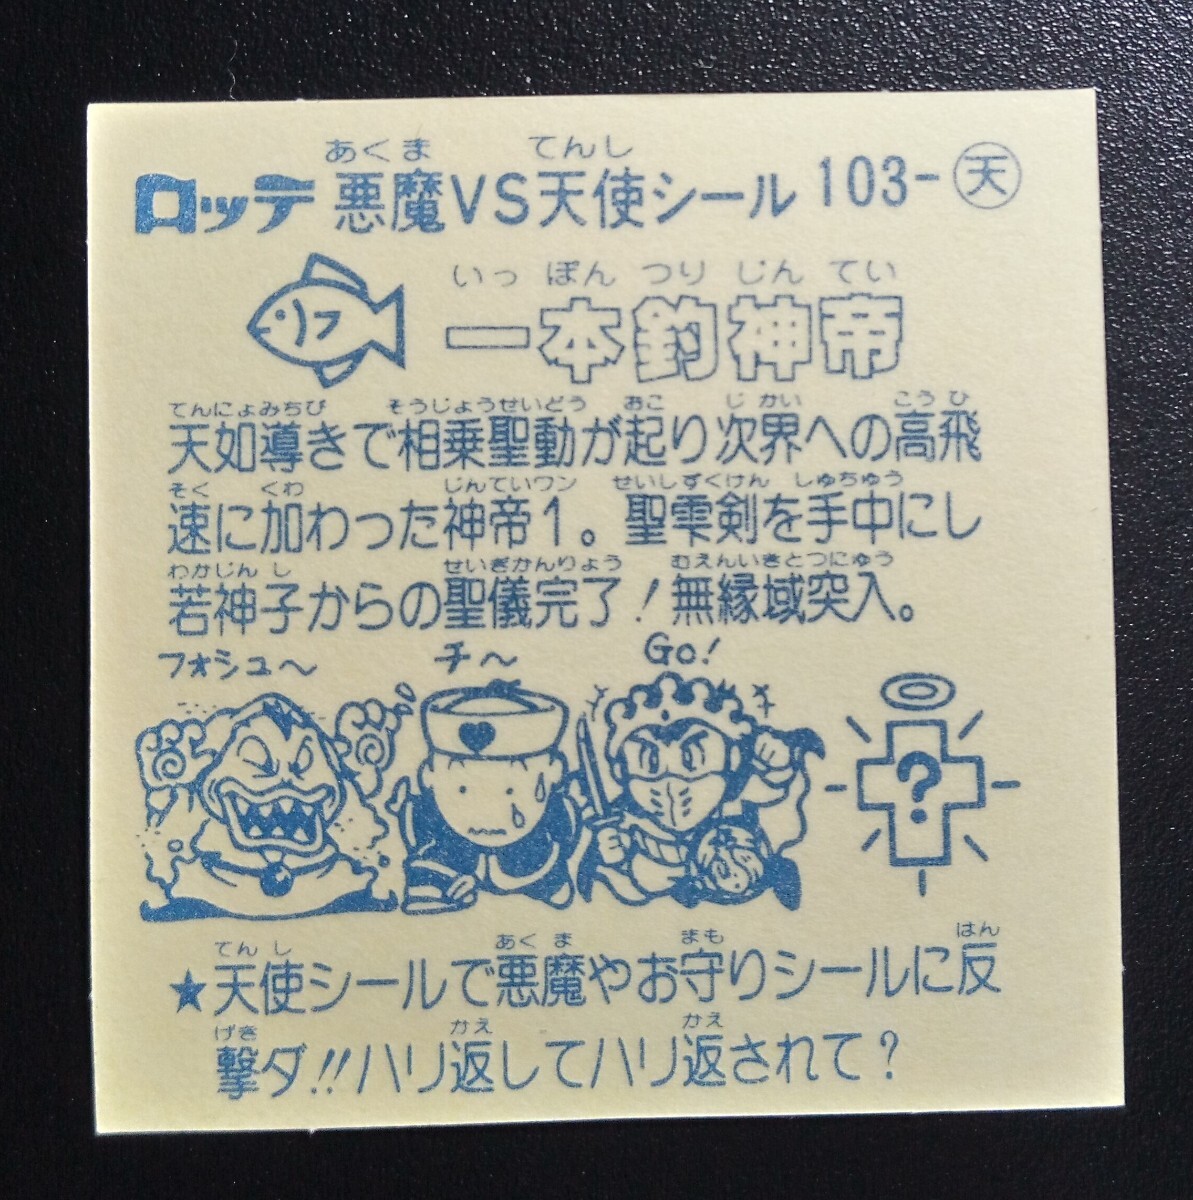 あくま てんし
ロッテ 悪魔VS天使シール 103-天
いっ ぽん つり じん てい
一本釣神帝
てんにょみちび そうじょうせいどう おこ じ かい こう ひ
天如導きで相乗聖動が起り次界への高飛
そく くわ じんていワン せいしずくけん しゅちゅう
速に加わった神帝1。聖雫剣を手中にし
わかじん し せいぎかんりょう むえんいきとつにゅう
若神子からの聖儀完了!無縁域突入。
フォシュ〜 チ〜 Go!
?
てん し あく ま まも はん
★天使シールで悪魔やお守りシールに反
げき かえ かえ
撃ダ!!ハリ返してハリ返されて?